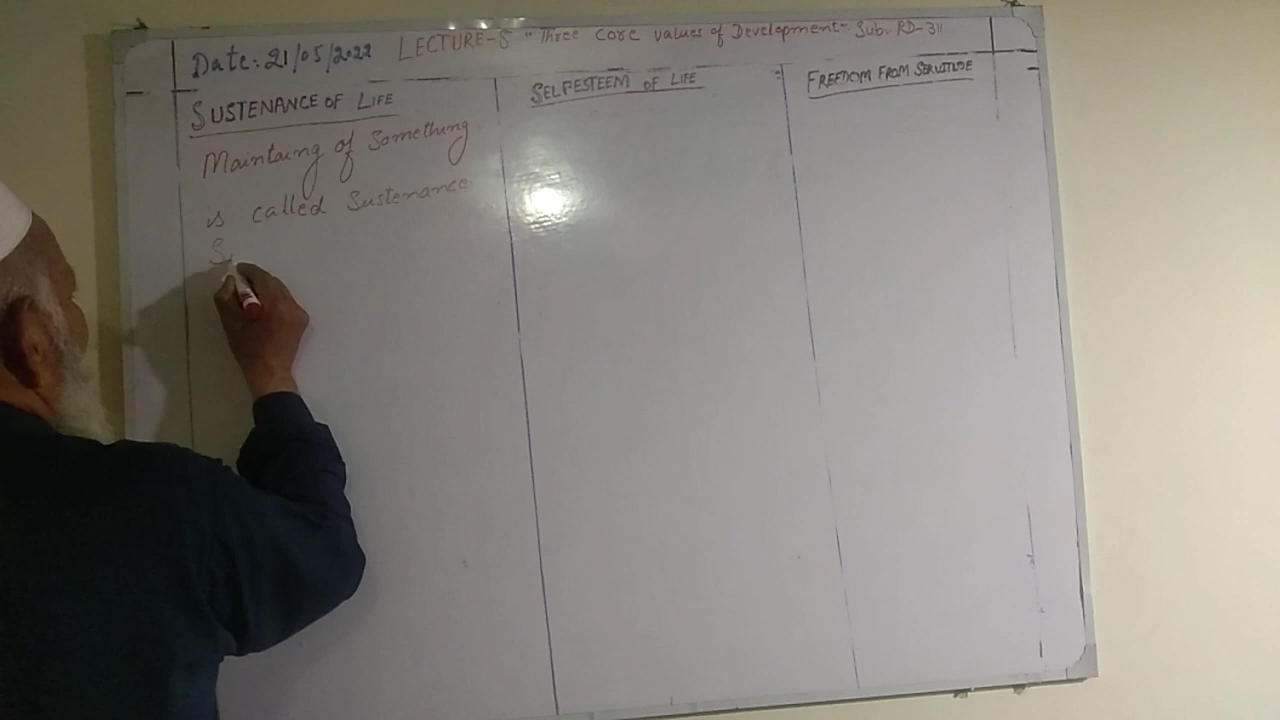 Date: 21/05/2022 LECTURE-5 "Three core values of Development" Sub: RD-311
SUSTENANCE OF LIFE
Maintaing of Something
is called Sustenance
S
SELFESTEEM OF LIFE
FREEDOM FROM SERVITUDE